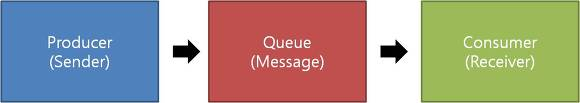 Producer
(Sender)
Queue
(Message)
Consumer
(Receiver)